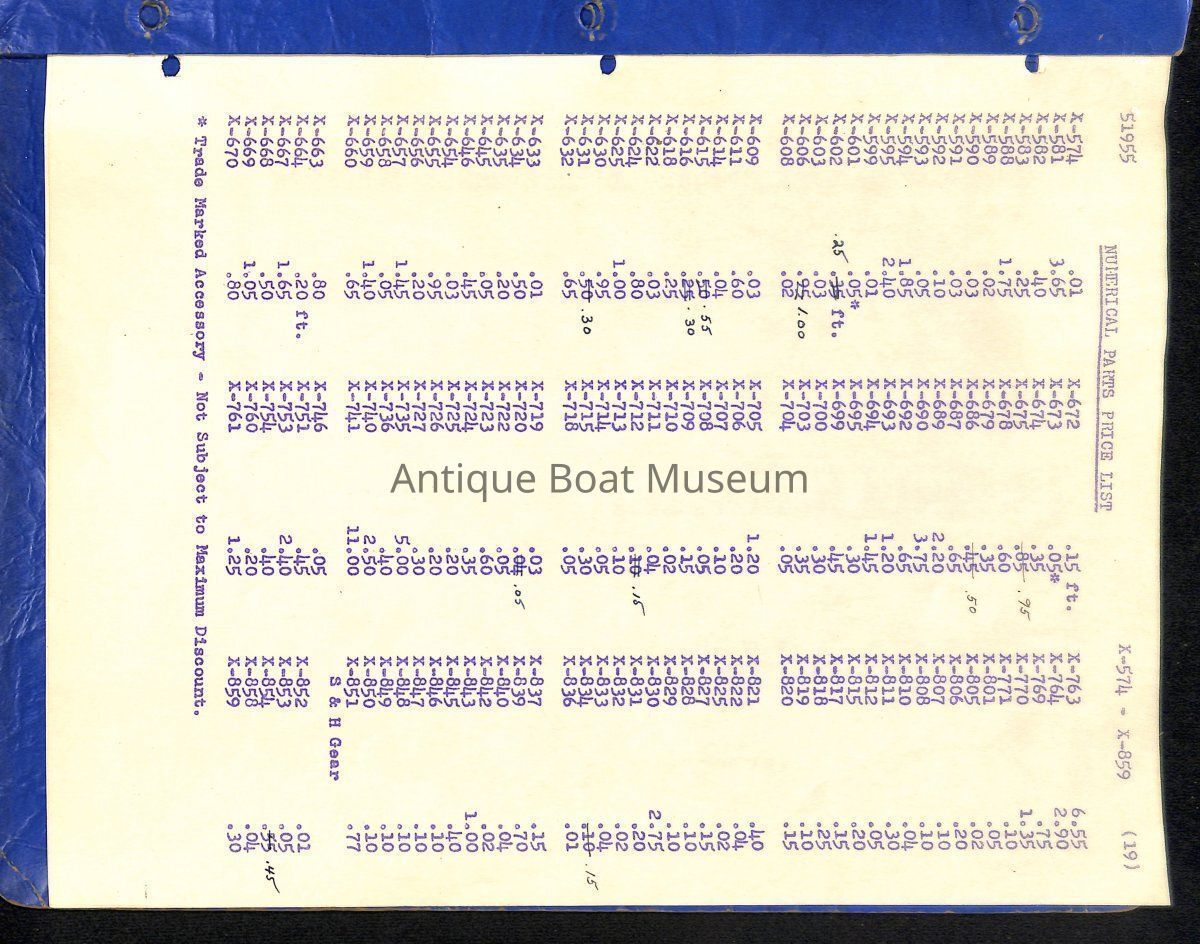 51955 X-574 - X-859 (19)
NUMERICAL PARTS PRICE LIST
X-574 .01 X-672 .15 ft. X-763 6.55
X-581 3.65 X-673 .05* X-764 2.90
X-582 .40 X-674 .35 X-769 .75
X-583 .25 X-675 .85 .95 X-770 1.35
X-588 1.75 X-678 .60 X-771 .10
X-589 .02 X-679 .35 X-801 .05
X-590 .03 X-686 .45 .50 X-805 .02
X-591 .03 X-687 .65 X-806 .20
X-592 .10 X-689 2.20 X-807 .10
X-593 .05 X-690 3.75 X-808 .10
X-594 1.85 X-692 .65 X-810 .04
X-595 2.40 X-693 1.20 X-811 .30
X-599 .01 X-694 1.45 X-812 .05
X-601 .05* X-695 .30 X-815 .20
X-602 .25 ft. X-699 .45 X-817 .15
X-603 .03 X-700 .30 X-818 .25
X-606 .95 1.00 X-703 .35 X-819 .10
X-608 .02 X-704 .05 X-820 .15
X-609 .03 X-705 1.20 X-821 .40
X-611 .60 X-706 .20 X-822 .04
X-614 .04 X-707 .10 X-825 .02
X-615 .50 .55 X-708 .05 X-827 .15
X-616 .25 .30 X-709 .15 X-828 .10
X-618 .25 X-710 .02 X-829 .10
X-622 .03 X-711 .04 X-830 2.75
X-624 .80 X-712 .15 X-831 .20
X-625 1.00 X-713 .10 X-832 .02
X-630 .95 X-714 .95 X-833 .04
X-631 .50 .30 X-715 .30 X-834 .10 .15
X-632 .65 X-718 .05 X-836 .01
X-633 .01 X-719 .03 X-837 .15
X-634 .50 X-720 .04 .05 X-839 .70
X-635 .20 X-722 .05 X-840 .04
X-645 .05 X-723 .60 X-842 .02
X-646 .45 X-724 .35 X-843 1.00
X-654 .03 X-725 .20 X-845 .40
X-655 .95 X-726 .20 X-846 .10
X-656 .20 X-727 .30 X-847 .10
X-657 1.45 X-735 5.00 X-848 .10
X-658 .05 X-736 .40 X-849 .10
X-659 1.40 X-740 2.50 X-850 .10
X-660 .65 X-741 11.00 X-851 .77
S & H Gear
X-663 .80 X-746 .05
X-664 .20 ft. X-751 .45 X-852 .01
X-667 1.65 X-753 2.40 X-853 .05
X-668 .50 X-754 .40 X-854 .45
X-669 1.05 X-760 .20 X-858 .04
X-670 .80 X-761 1.25 X-859 .30
* Trade Marked Accessory - Not Subject to Maximum Discount.
Antique Boat Museum